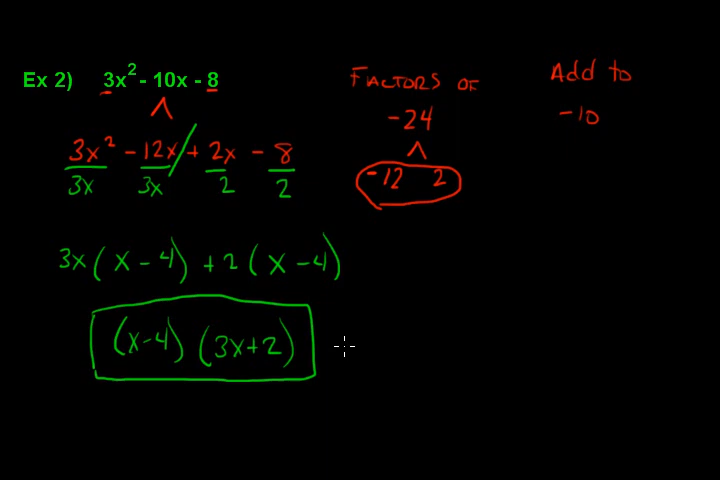 Ex 2) 3x² - 10x - 8
3x² - 12x + 2x - 8
3x 3x 2 2
3x(x-4) + 2(x-4)
(x-4)(3x+2)
Factors of
-24
-12 2
Add to
-10